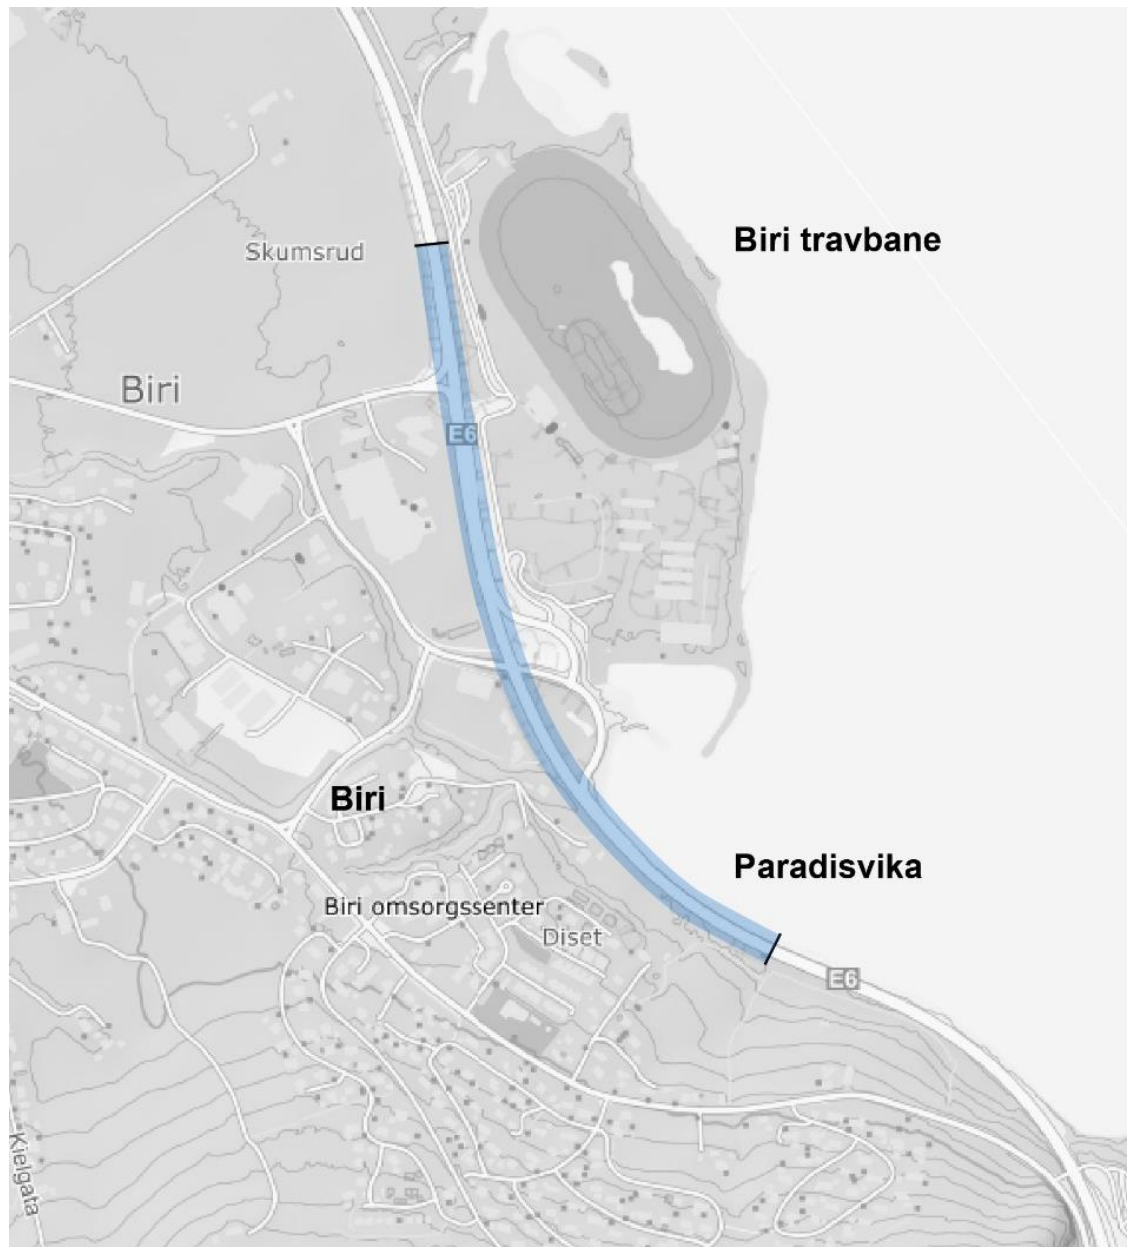 Biri travbane
Skumsrud
Biri
E6
Biri
Paradisvika
Biri omsorgssenter
Diset
E6
Kielgata